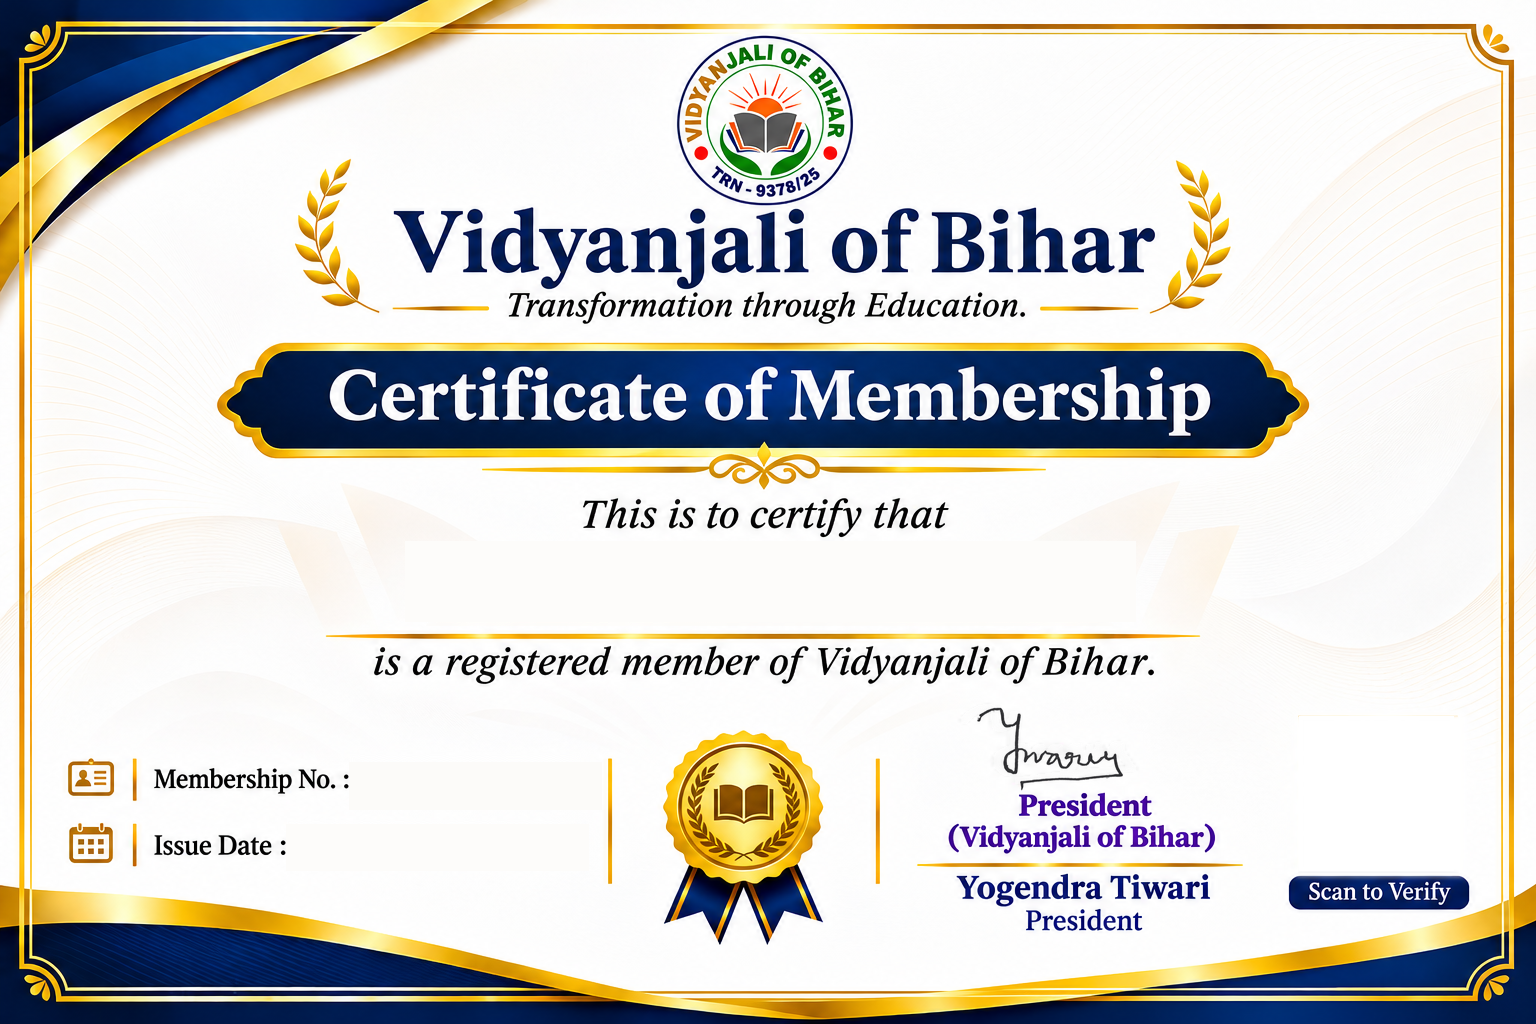 VIDYANJALI OF BIHAR
TRN - 9378/25
Vidyanjali of Bihar
Transformation through Education.
Certificate of Membership
This is to certify that
is a registered member of Vidyanjali of Bihar.
Membership No. :
Issue Date :
President
(Vidyanjali of Bihar)
Yogendra Tiwari
President
Scan to Verify